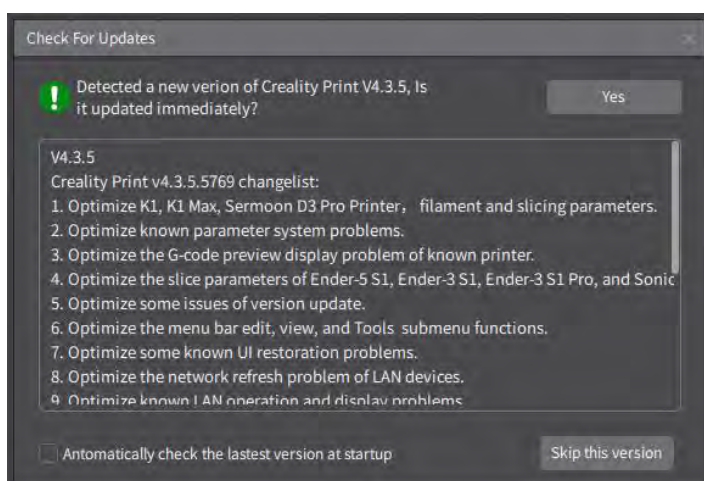 Check For Updates
Detected a new verion of Creality Print V4.3.5, Is
it updated immediately?
Yes
V4.3.5
Creality Print v4.3.5.5769 changelist:
1. Optimize K1, K1 Max, Sermoon D3 Pro Printer， filament and slicing parameters.
2. Optimize known parameter system problems.
3. Optimize the G-code preview display problem of known printer.
4. Optimize the slice parameters of Ender-5 S1, Ender-3 S1, Ender-3 S1 Pro, and Sonic
5. Optimize some issues of version update.
6. Optimize the menu bar edit, view, and Tools submenu functions.
7. Optimize some known UI restoration problems.
8. Optimize the network refresh problem of LAN devices.
9. Optimize known LAN operation and display problems
Antomatically check the lastest version at startup
Skip this version